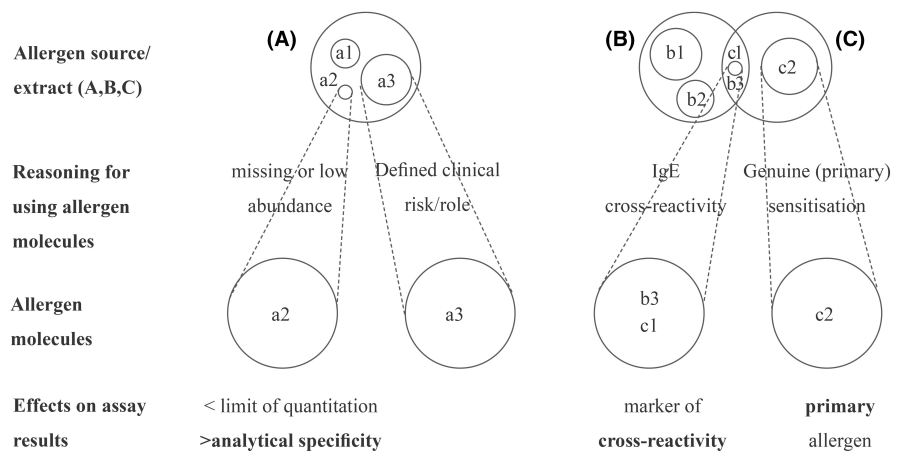 Allergen source/
extract (A,B,C)
(A)
a1
a2
a3
(B)
b1
b2
c1
b3
c2
(C)
Reasoning for
using allergen
molecules
missing or low
abundance
Defined clinical
risk/role
IgE
cross-reactivity
Genuine (primary)
sensitisation
Allergen
molecules
a2
a3
b3
c1
c2
Effects on assay
results
< limit of quantitation
>analytical specificity
marker of
cross-reactivity
primary
allergen